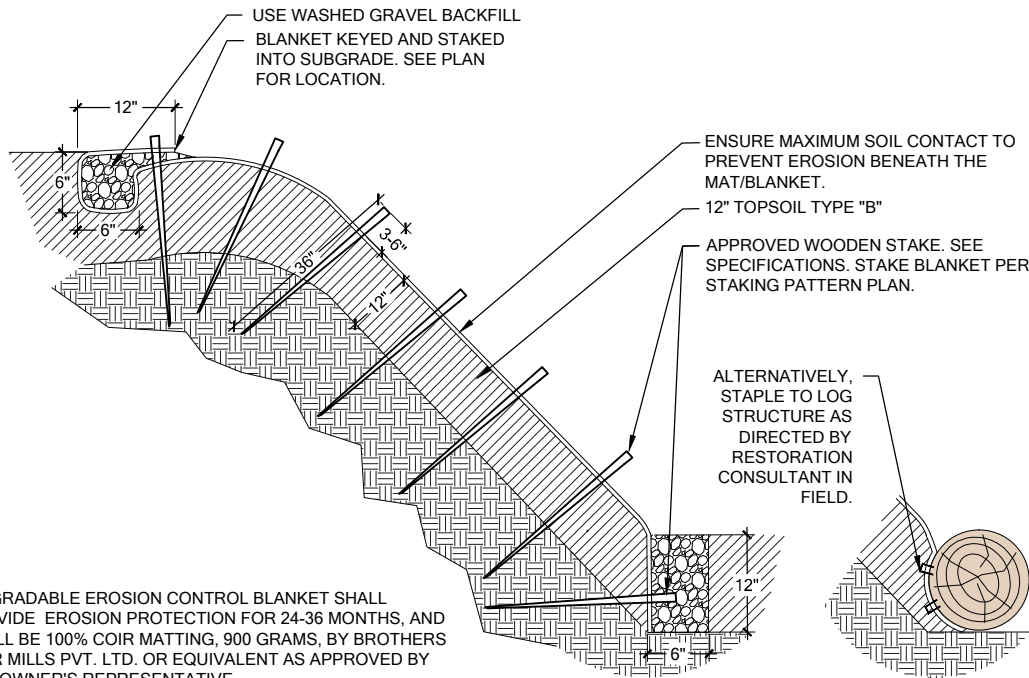 USE WASHED GRAVEL BACKFILL
BLANKET KEYED AND STAKED
INTO SUBGRADE. SEE PLAN
FOR LOCATION.
12"
6"
6"
ENSURE MAXIMUM SOIL CONTACT TO
PREVENT EROSION BENEATH THE
MAT/BLANKET.
12" TOPSOIL TYPE "B"
APPROVED WOODEN STAKE. SEE
SPECIFICATIONS. STAKE BLANKET PER
STAKING PATTERN PLAN.
3-6"
36"
12"
ALTERNATIVELY,
STAPLE TO LOG
STRUCTURE AS
DIRECTED BY
RESTORATION
CONSULTANT IN
FIELD.
12"
6"
GRADABLE EROSION CONTROL BLANKET SHALL
VIDE EROSION PROTECTION FOR 24-36 MONTHS, AND
LL BE 100% COIR MATTING, 900 GRAMS, BY BROTHERS
R MILLS PVT. LTD. OR EQUIVALENT AS APPROVED BY
OWNER'S REPRESENTATIVE